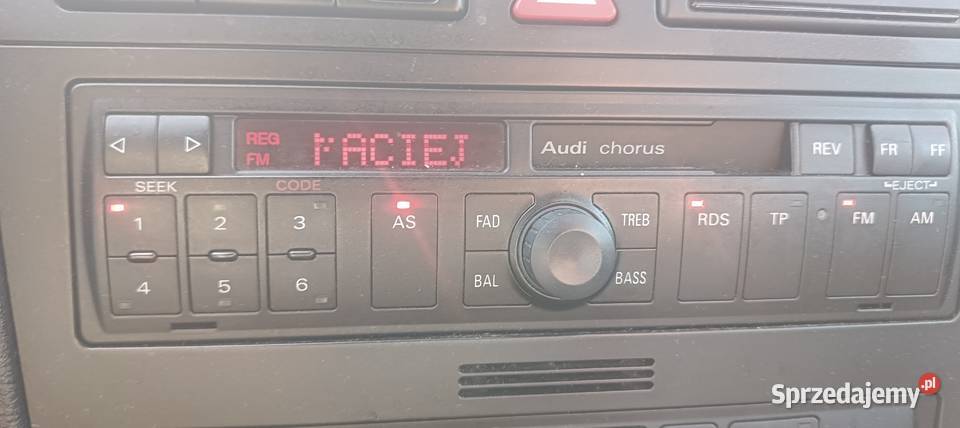 REG
FM
MACIEJ
Audi chorus
REV
FR
FF
SEEK
CODE
EJECT
1
2
3
AS
FAD
TREB
RDS
TP
FM
AM
4
5
6
BAL
BASS
Sprzedajemy.pl